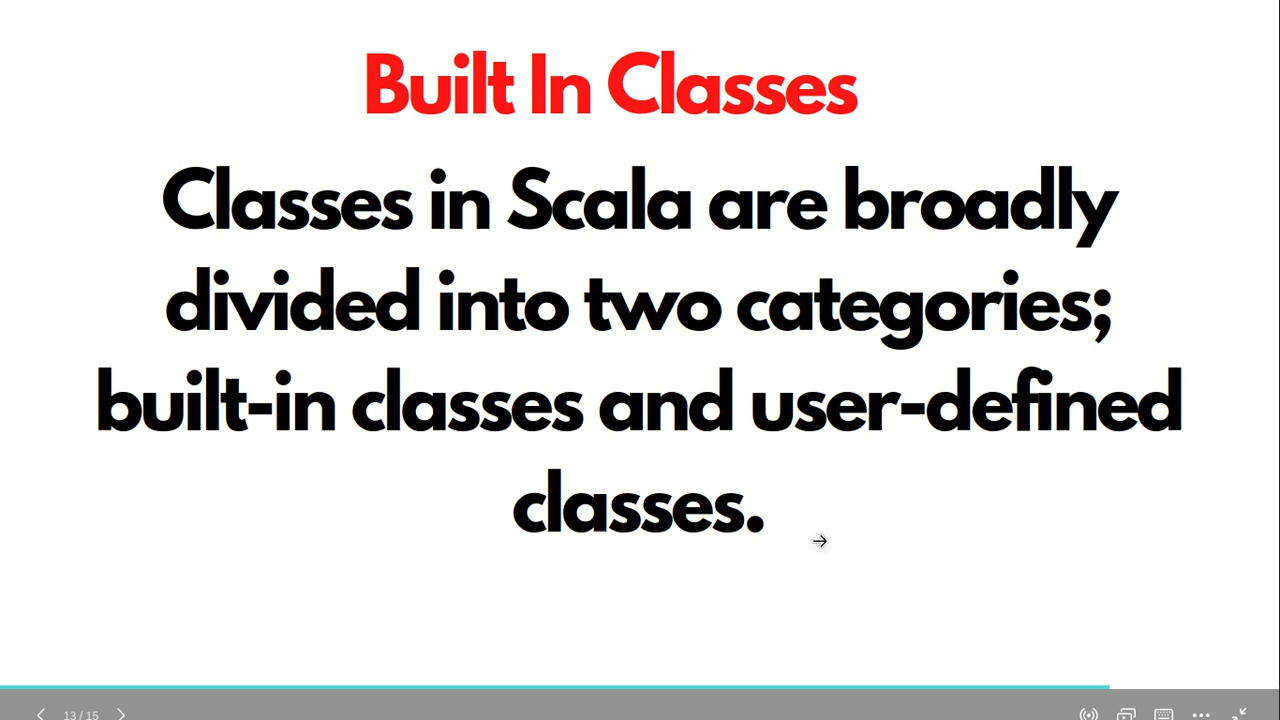 Built In Classes
Classes in Scala are broadly
divided into two categories;
built-in classes and user-defined
classes.
13 / 15